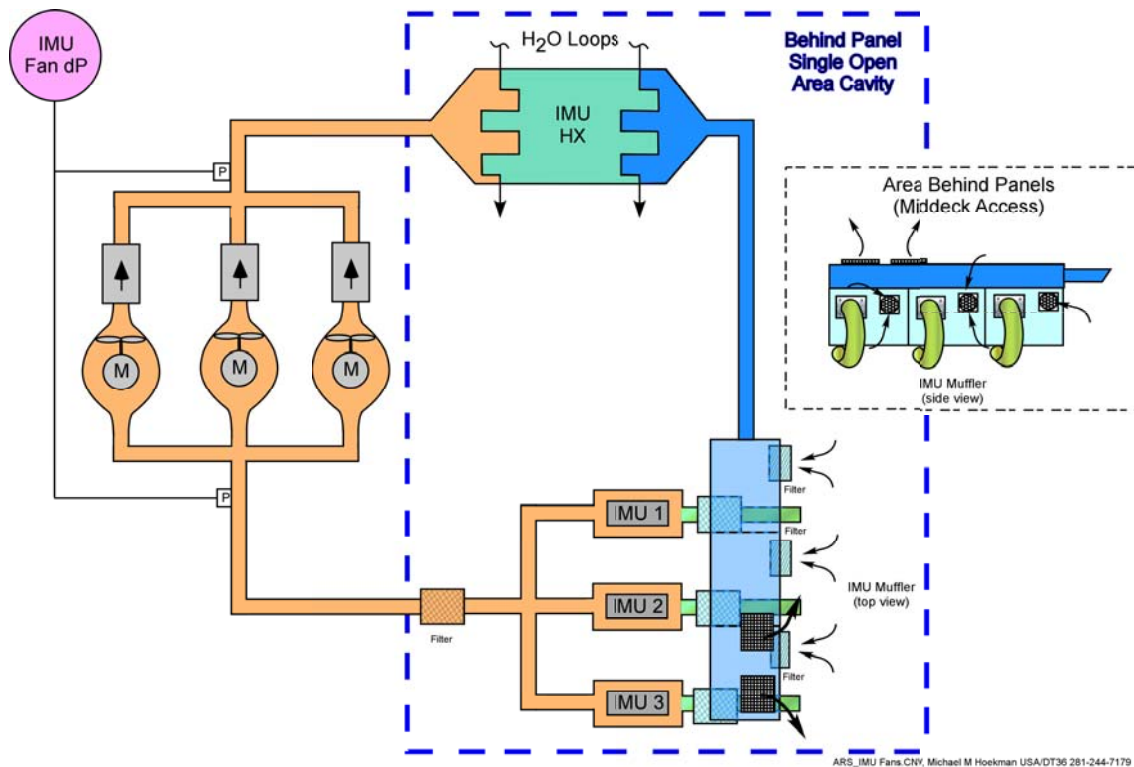 IMU
Fan dP
H2O Loops
Behind Panel
Single Open
Area Cavity
IMU
HX
P
Area Behind Panels
(Middeck Access)
IMU Muffler
(side view)
M
M
M
P
Filter
Filter
IMU 1
IMU 2
IMU 3
IMU Muffler
(top view)
Filter
Filter
ARS_IMU Fans.CNY, Michael M Hoekman USA/DT36 281-244-7179